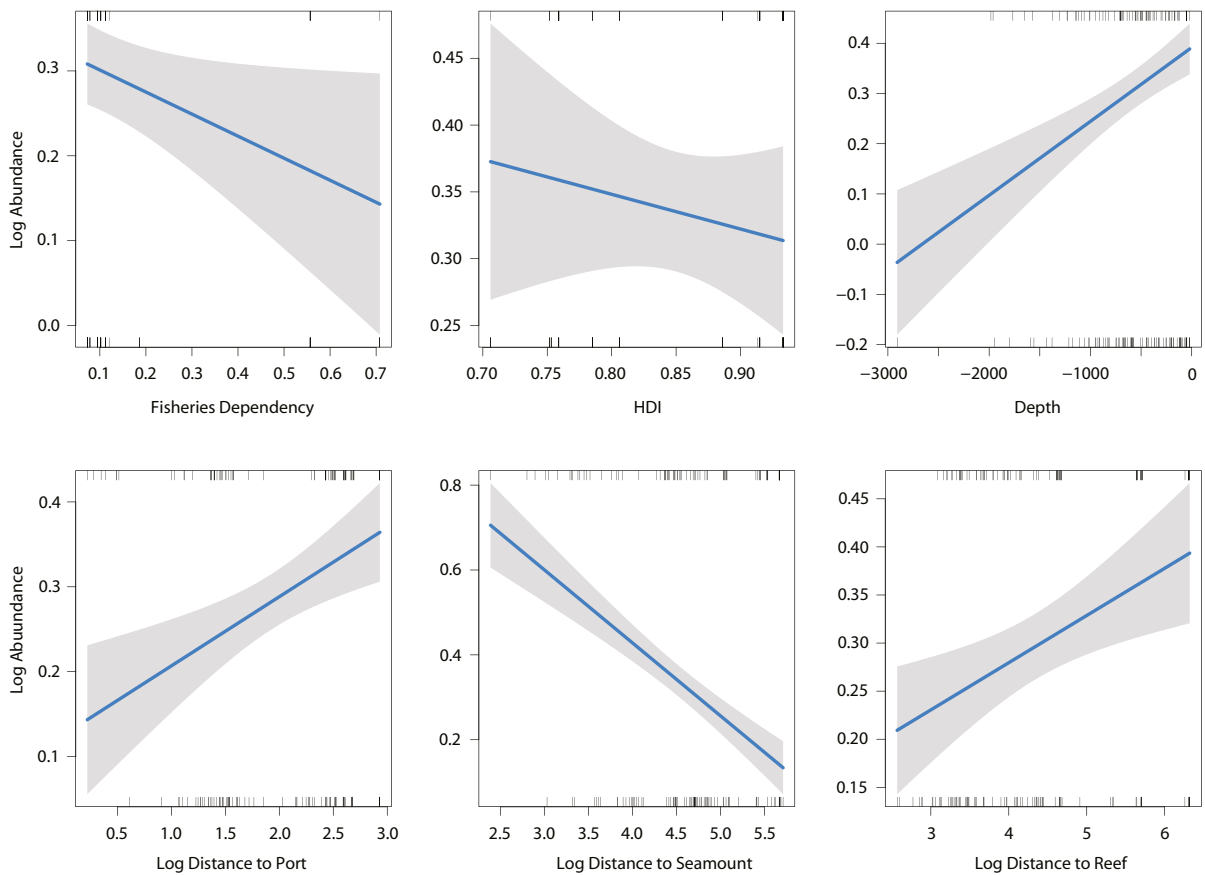 Log Abundance
0.3
0.2
0.1
0.0
0.1 0.2 0.3 0.4 0.5 0.6 0.7
Fisheries Dependency
0.45
0.40
0.35
0.30
0.25
0.70 0.75 0.80 0.85 0.90
HDI
0.4
0.3
0.2
0.1
0.0
−0.1
−0.2
−3000 −2000 −1000 0
Depth
Log Abuundance
0.4
0.3
0.2
0.1
0.5 1.0 1.5 2.0 2.5 3.0
Log Distance to Port
0.8
0.6
0.4
0.2
2.5 3.0 3.5 4.0 4.5 5.0 5.5
Log Distance to Seamount
0.45
0.40
0.35
0.30
0.25
0.20
0.15
3 4 5 6
Log Distance to Reef